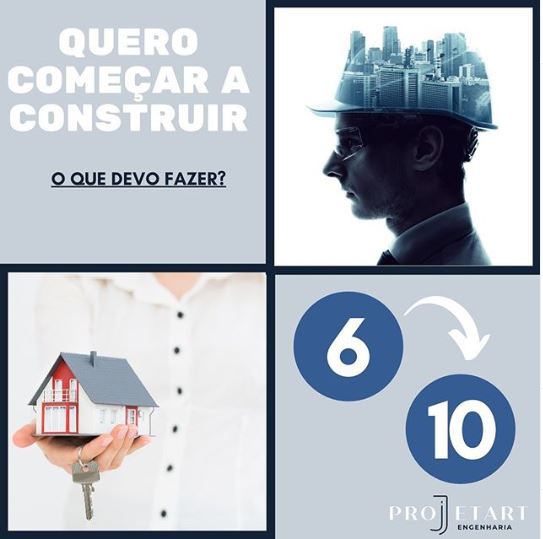 QUERO
COMEÇAR A
CONSTRUIR
O QUE DEVO FAZER?
6
10
PROJETART
ENGENHARIA